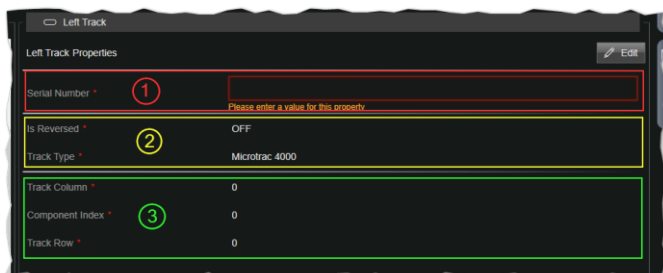 Left Track
Left Track Properties
Edit
Serial Number *
1
Please enter a value for this property
Is Reversed * OFF
2
Track Type * Microtrac 4000
Track Column * 0
Component Index * 0
3
Track Row * 0